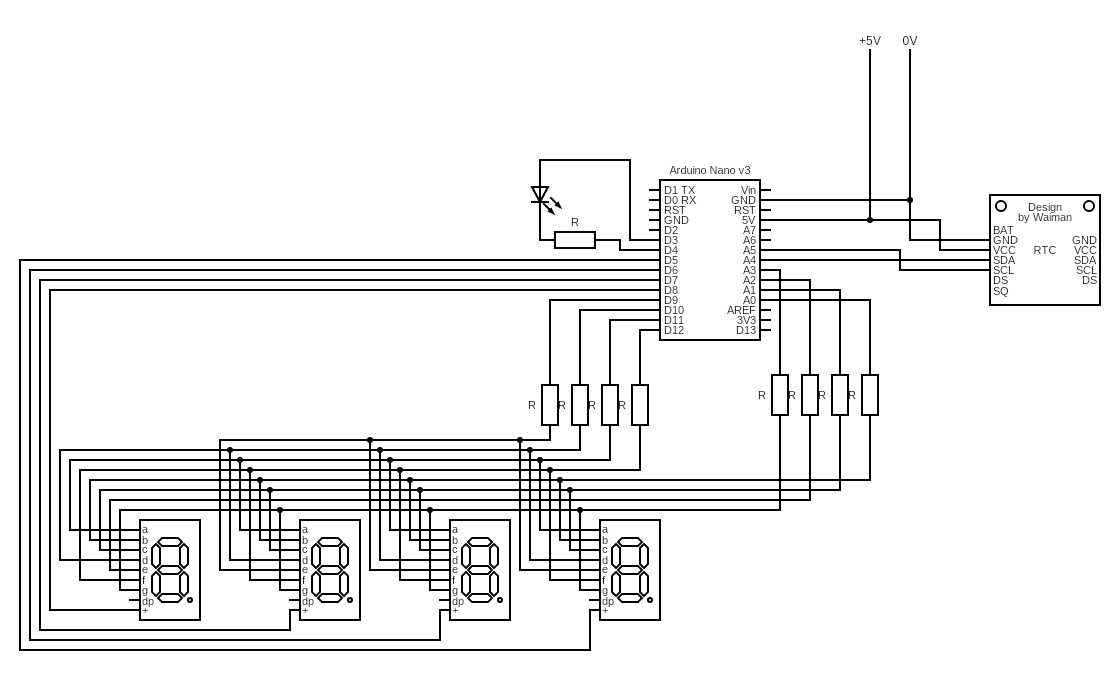 +5V 0V
Arduino Nano v3
D1 TX Vin
D0 RX GND
RST RST
GND 5V
D2 A7
D3 A6
D4 A5
D5 A4
D6 A3
D7 A2
D8 A1
D9 A0
D10 AREF
D11 3V3
D12 D13
Design
by Waiman
BAT
GND GND
VCC RTC VCC
SDA SDA
SCL SCL
DS DS
SQ
R
R R R R
R R R R
a
b
c
d
e
f
g
dp
+
a
b
c
d
e
f
g
dp
+
a
b
c
d
e
f
g
dp
+
a
b
c
d
e
f
g
dp
+